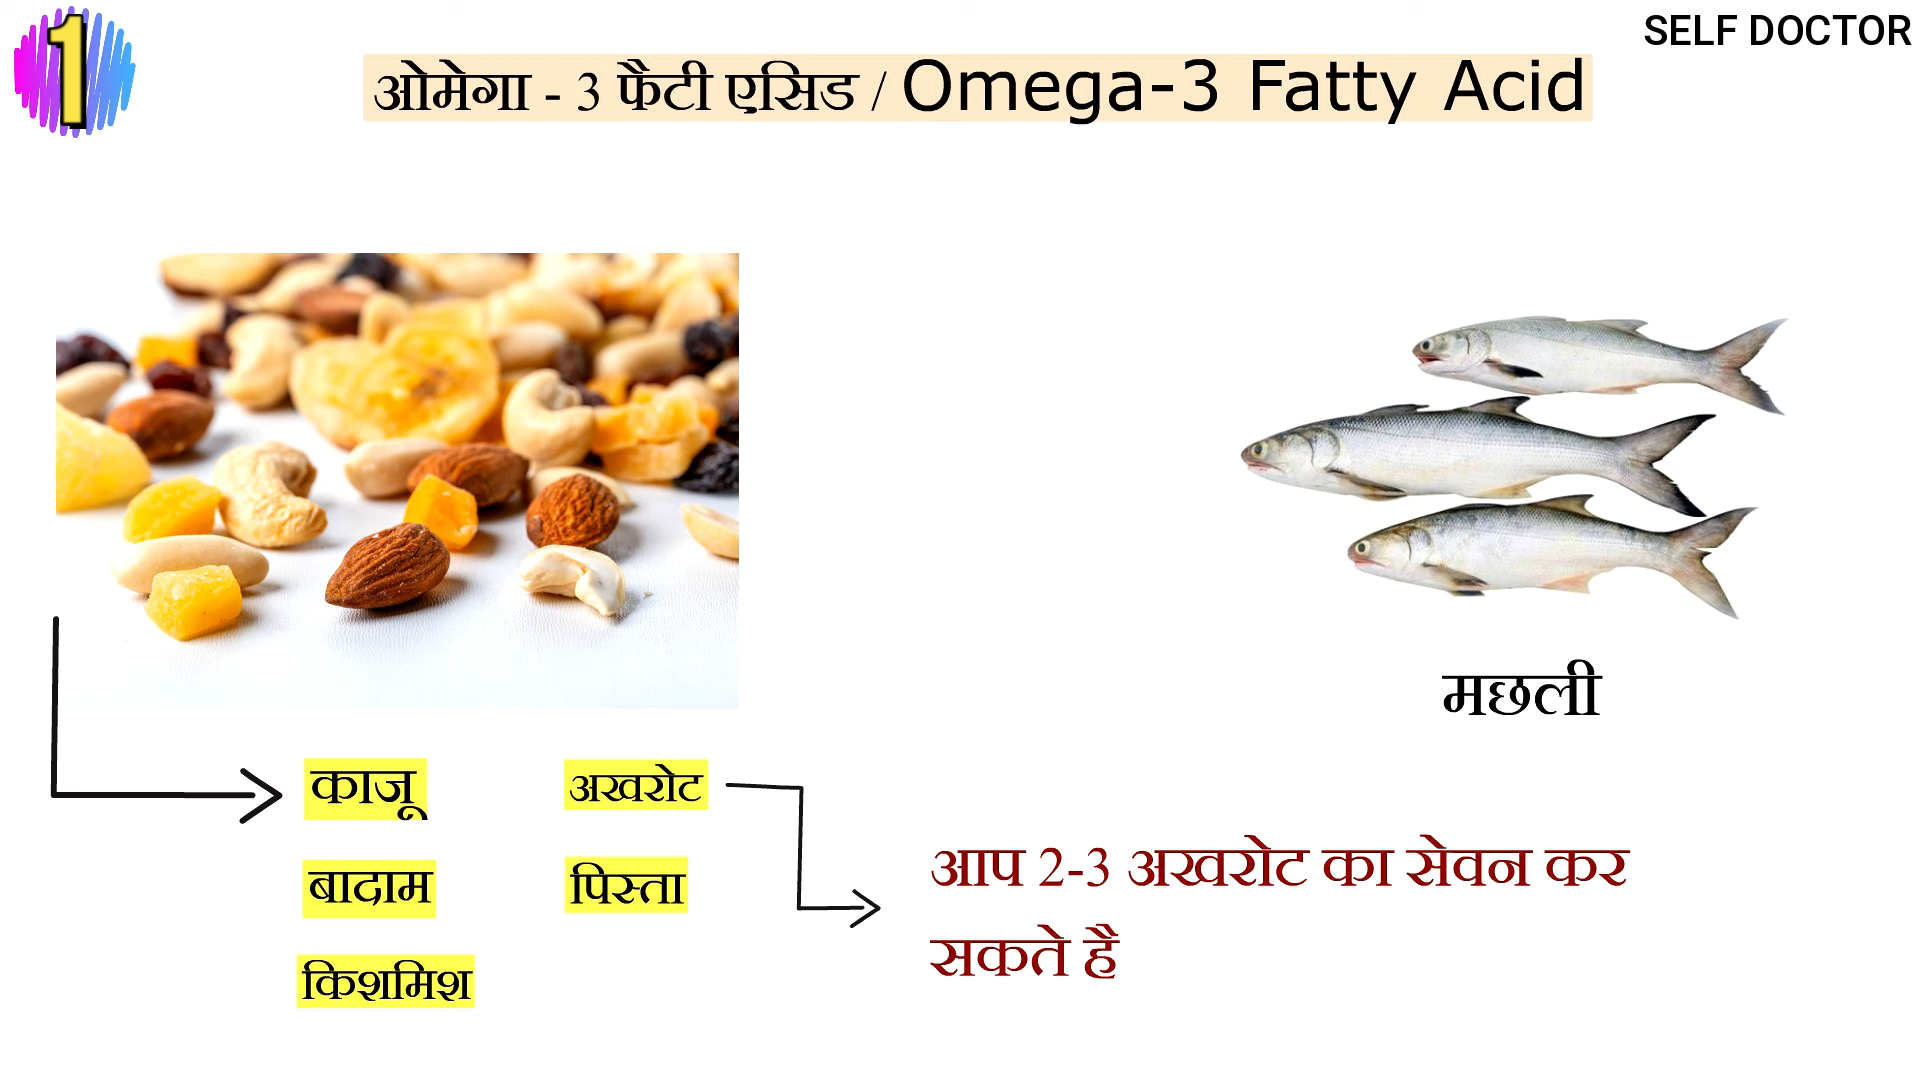 1
SELF DOCTOR
ओमेगा - 3 फैटी एसिड / Omega-3 Fatty Acid
मछली
काजू
अखरोट
बादाम
पिस्ता
किशमिश
आप 2-3 अखरोट का सेवन कर
सकते है